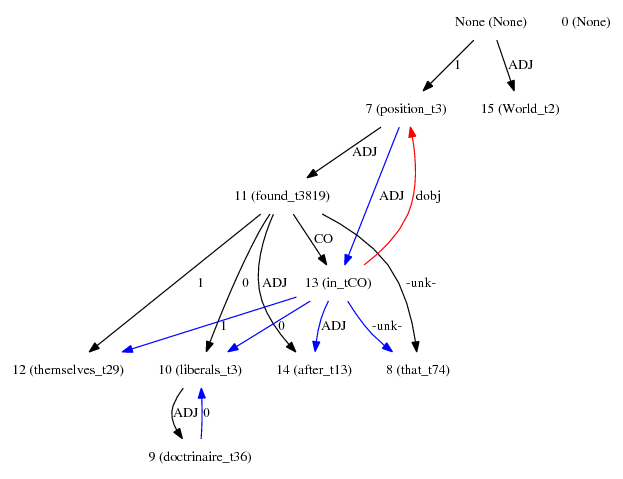 None (None) 0 (None)
1 ADJ
7 (position_t3) 15 (World_t2)
ADJ
11 (found_t3819) ADJ dobj
CO
1 0 ADJ 13 (in_tCO) -unk-
1 0 ADJ -unk-
12 (themselves_t29) 10 (liberals_t3) 14 (after_t13) 8 (that_t74)
ADJ 0
9 (doctrinaire_t36)